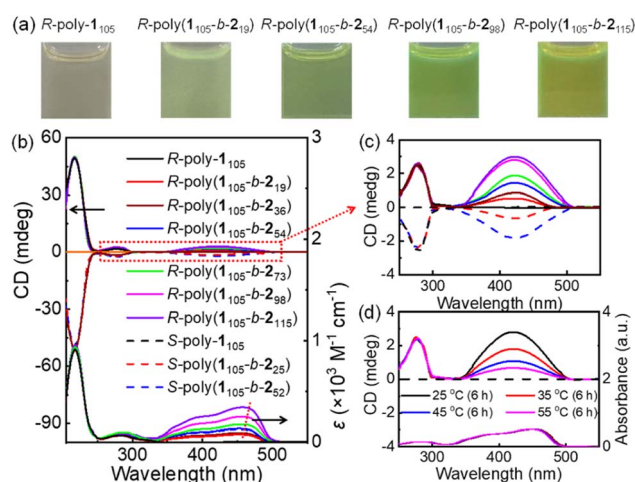 (a) R-poly-1₁₀₅ R-poly(1₁₀₅-b-2₁₉) R-poly(1₁₀₅-b-2₅₄) R-poly(1₁₀₅-b-2₉₈) R-poly(1₁₀₅-b-2₁₁₅)
(b)
60
30
0
-30
-60
-90
CD (mdeg)
R-poly-1₁₀₅
R-poly(1₁₀₅-b-2₁₉)
R-poly(1₁₀₅-b-2₃₆)
R-poly(1₁₀₅-b-2₅₄)
R-poly(1₁₀₅-b-2₇₃)
R-poly(1₁₀₅-b-2₉₈)
R-poly(1₁₀₅-b-2₁₁₅)
S-poly-1₁₀₅
S-poly(1₁₀₅-b-2₂₅)
S-poly(1₁₀₅-b-2₅₂)
3
2
1
0
ε (×10³ M⁻¹ cm⁻¹)
300 400 500
Wavelength (nm)
(c)
4
2
0
-2
-4
CD (medg)
300 400 500
Wavelength (nm)
(d)
4
2
0
-2
-4
CD (mdeg)
25 °C (6 h) 35 °C (6 h)
45 °C (6 h) 55 °C (6 h)
4
3
2
1
0
Absorbance (a.u.)
300 400 500
Wavelength (nm)